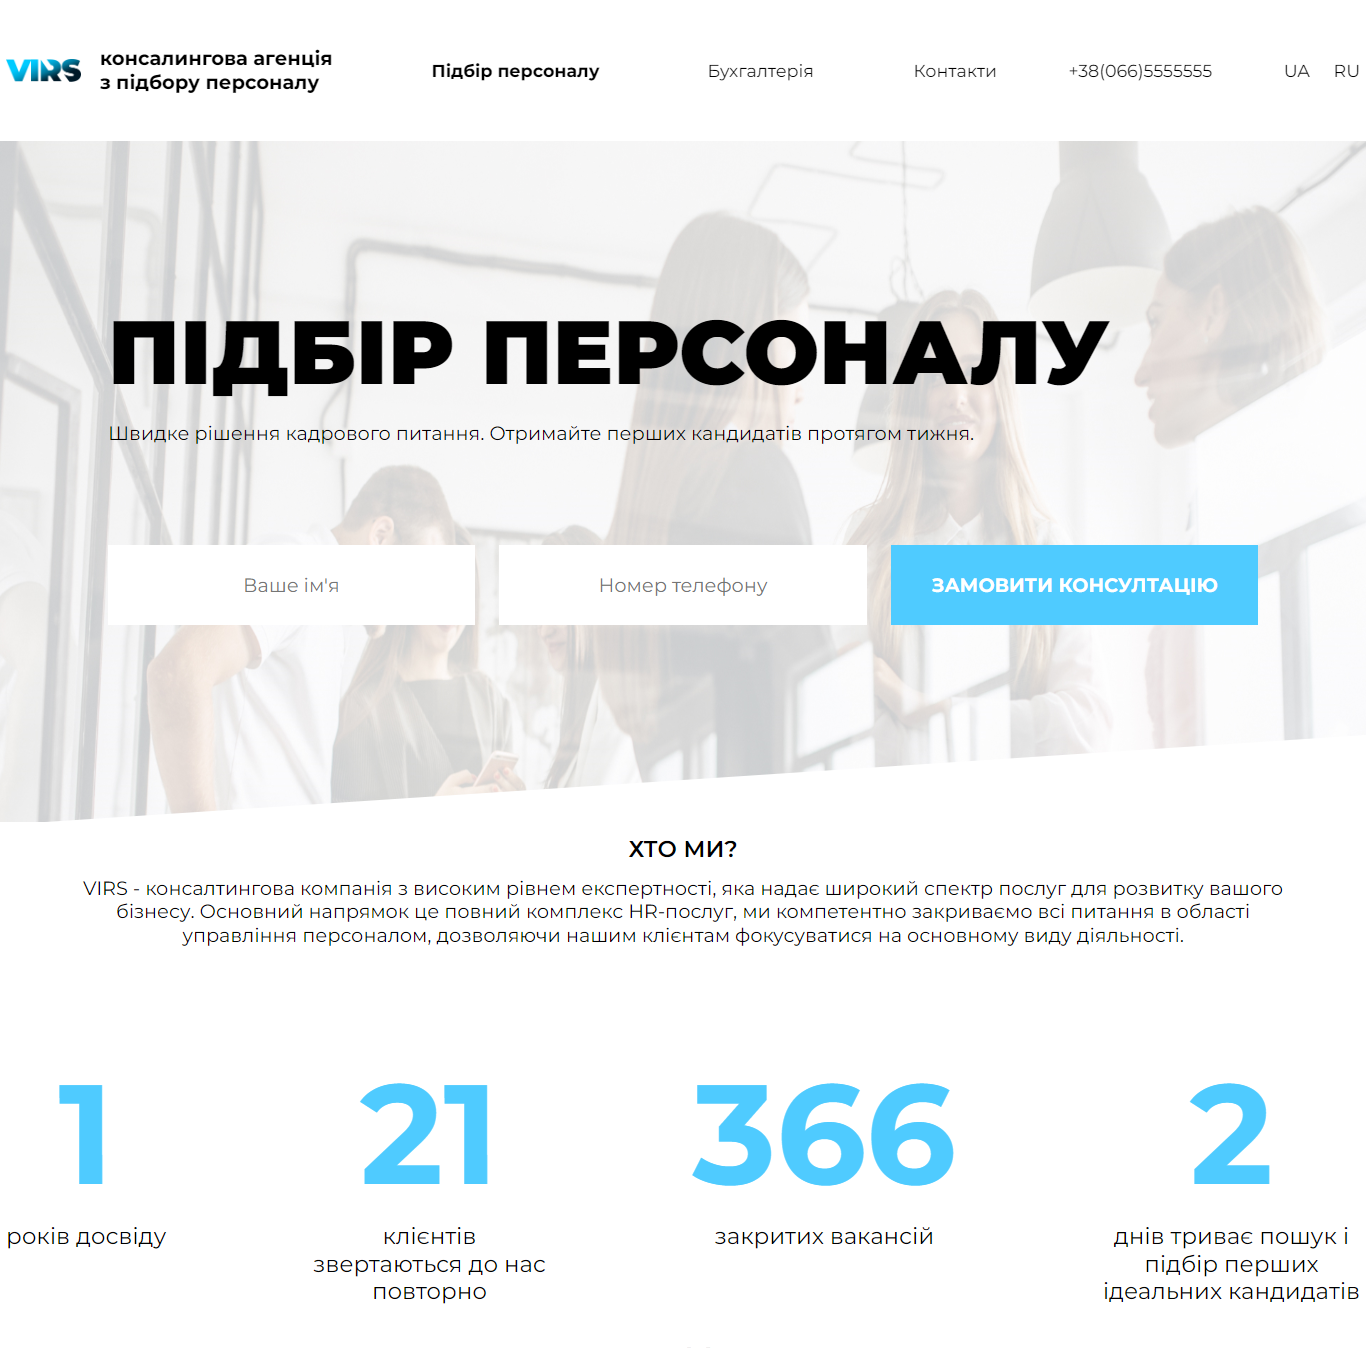 VIRS
консалингова агенція
з підбору персоналу
Підбір персоналу
Бухгалтерія
Контакти
+38(066)5555555
UA
RU
ПІДБІР ПЕРСОНАЛУ
Швидке рішення кадрового питання. Отримайте перших кандидатів протягом тижня.
Ваше ім'я
Номер телефону
ЗАМОВИТИ КОНСУЛТАЦІЮ
ХТО МИ?
VIRS - консалтингова компанія з високим рівнем експертності, яка надає широкий спектр послуг для розвитку вашого
бізнесу. Основний напрямок це повний комплекс HR-послуг, ми компетентно закриваємо всі питання в області
управління персоналом, дозволяючи нашим клієнтам фокусуватися на основному виду діяльності.
1
років досвіду
21
клієнтів
звертаються до нас
повторно
366
закритих вакансій
2
днів триває пошук і
підбір перших
ідеальних кандидатів